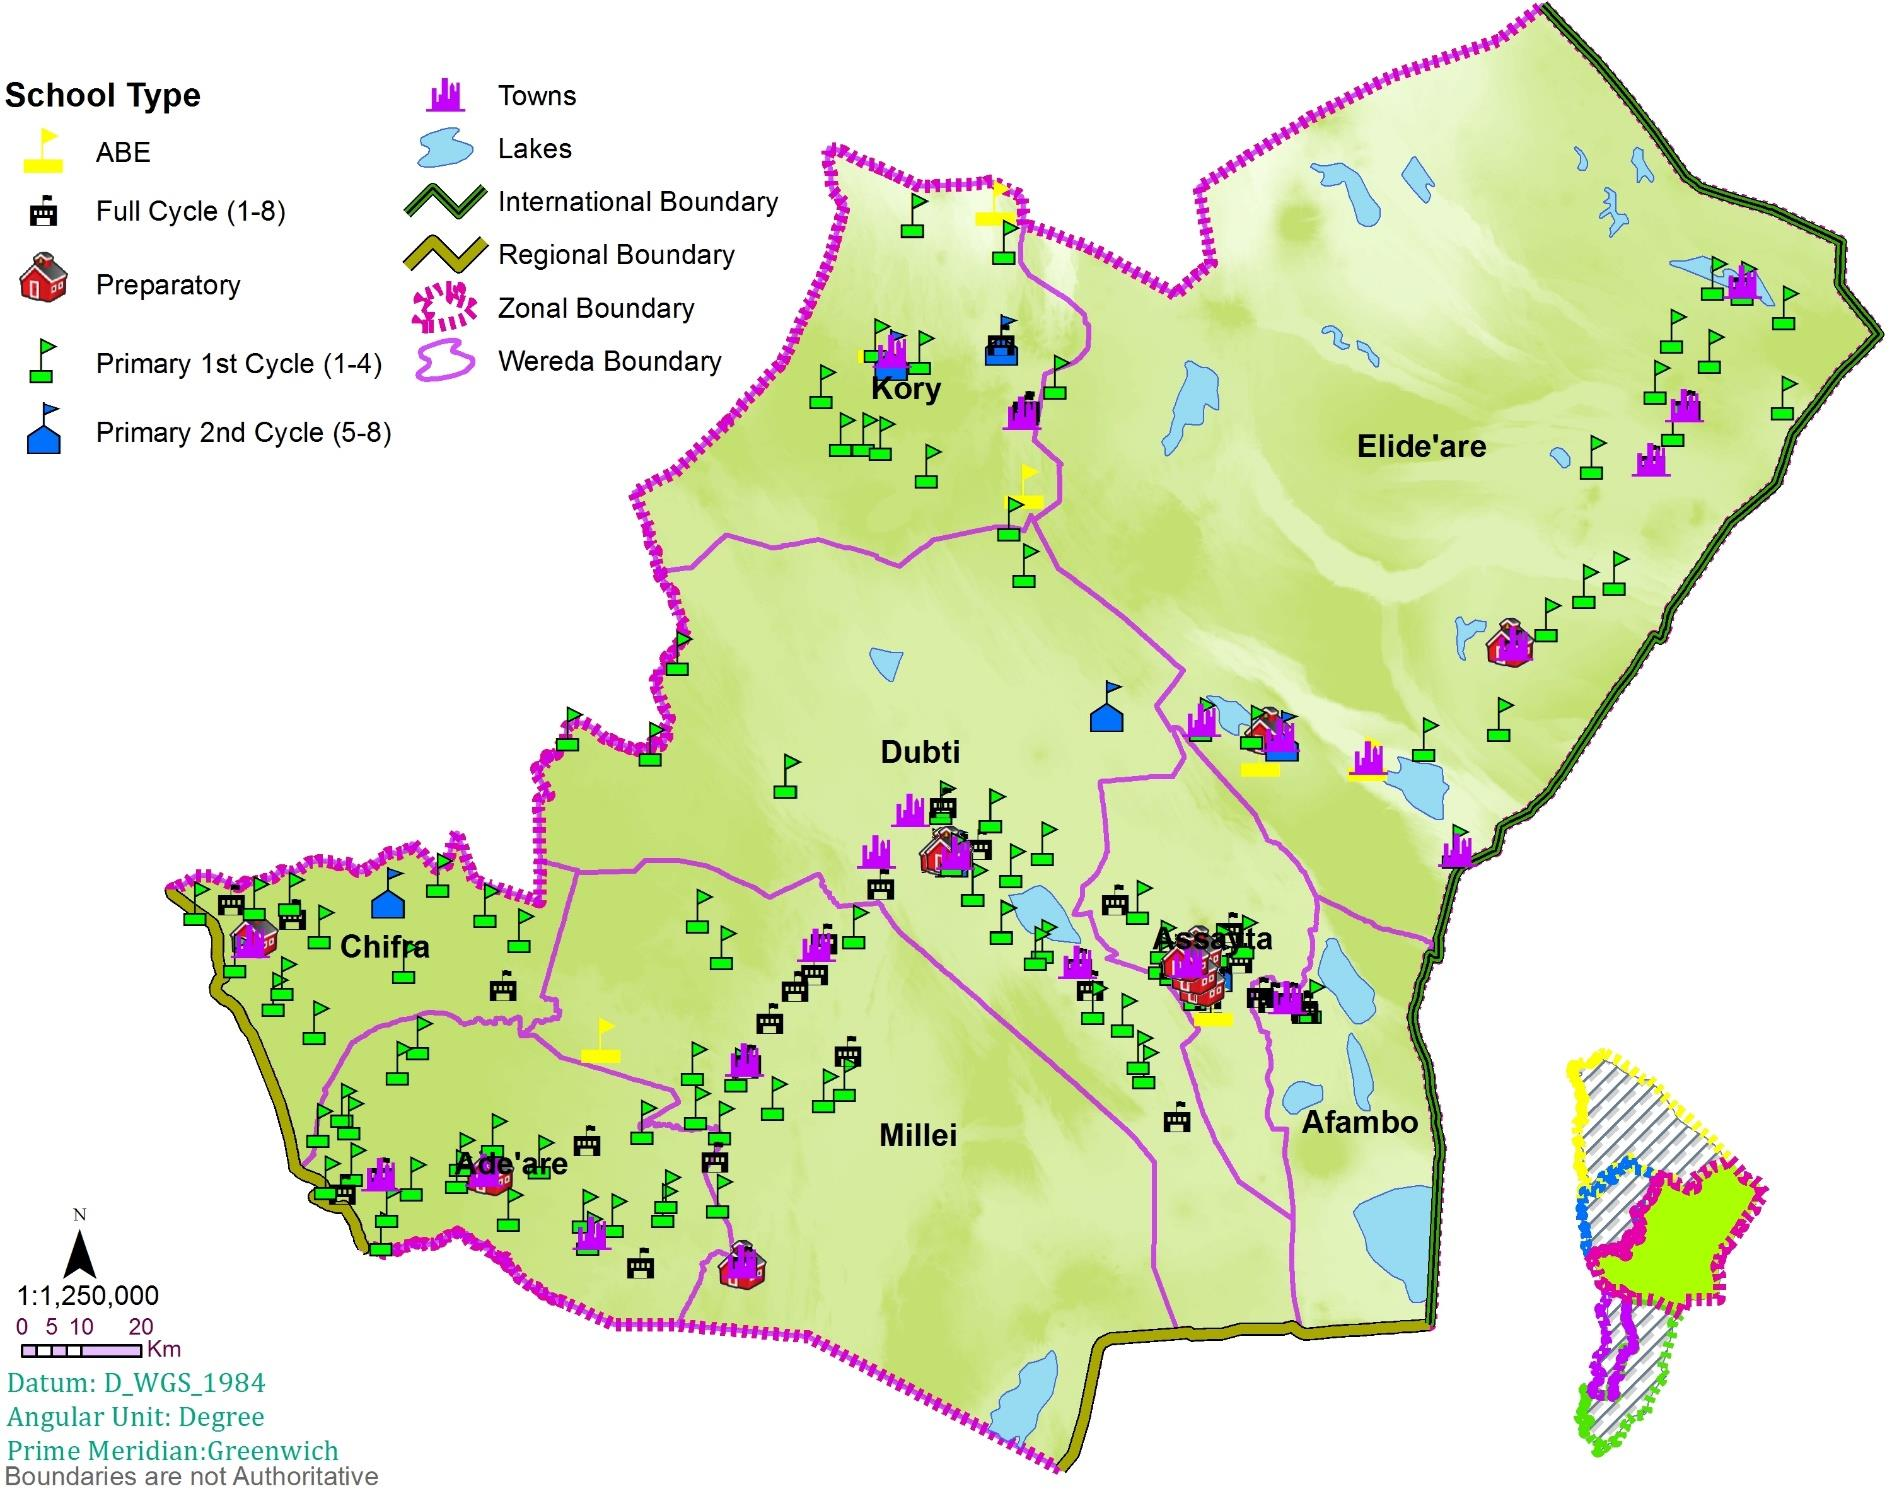 School Type
ABE
Full Cycle (1-8)
Preparatory
Primary 1st Cycle (1-4)
Primary 2nd Cycle (5-8)
Towns
Lakes
International Boundary
Regional Boundary
Zonal Boundary
Wereda Boundary
Kory
Elide'are
Dubti
Chifra
Assayta
Afambo
Millei
Ade'are
N
1:1,250,000
0 5 10 20
Km
Datum: D_WGS_1984
Angular Unit: Degree
Prime Meridian:Greenwich
Boundaries are not Authoritative